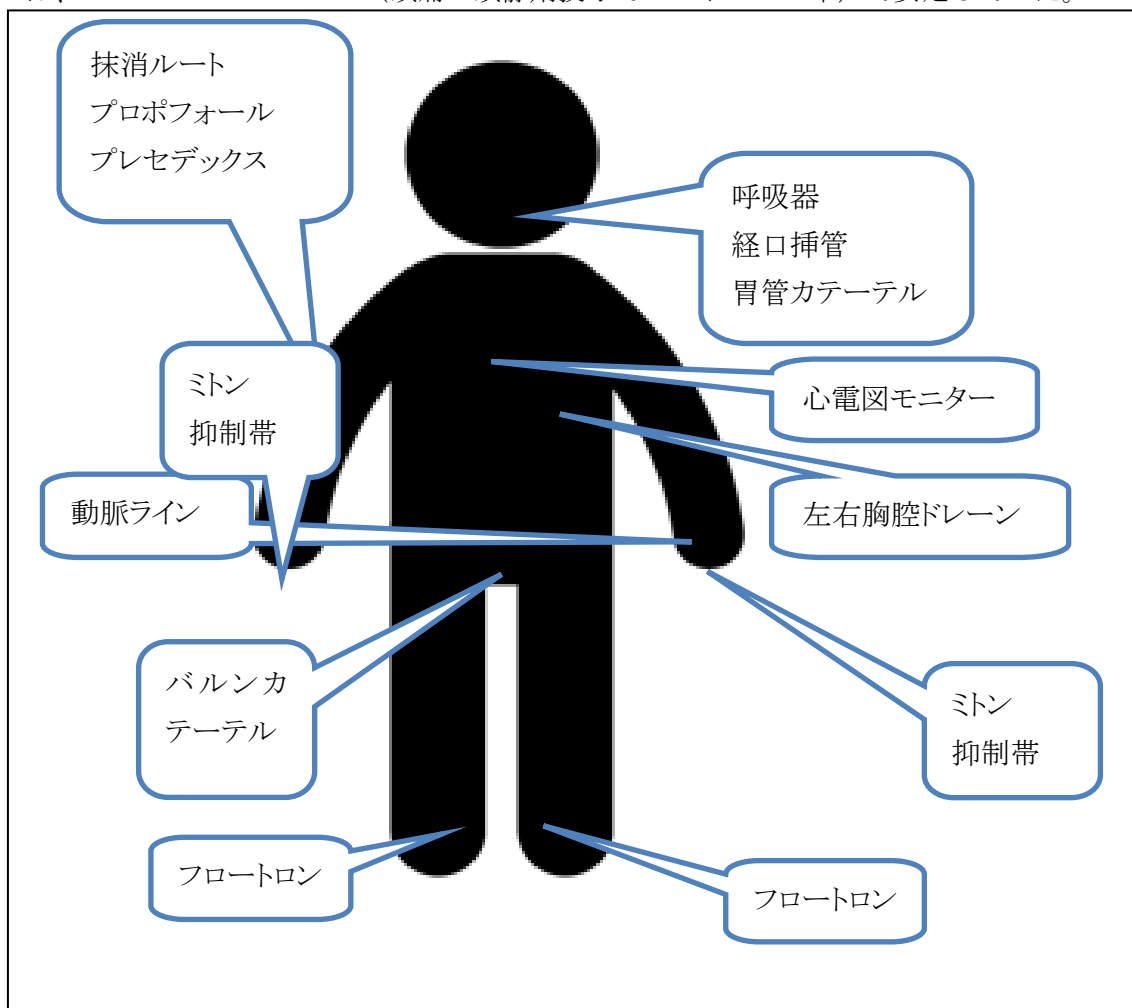 抹消ルート
プロポフォール
プレセデックス
呼吸器
経口挿管
胃管カテーテル
ミトン
抑制帯
心電図モニター
動脈ライン
左右胸腔ドレーン
バルンカ
テーテル
ミトン
抑制帯
フロートロン
フロートロン